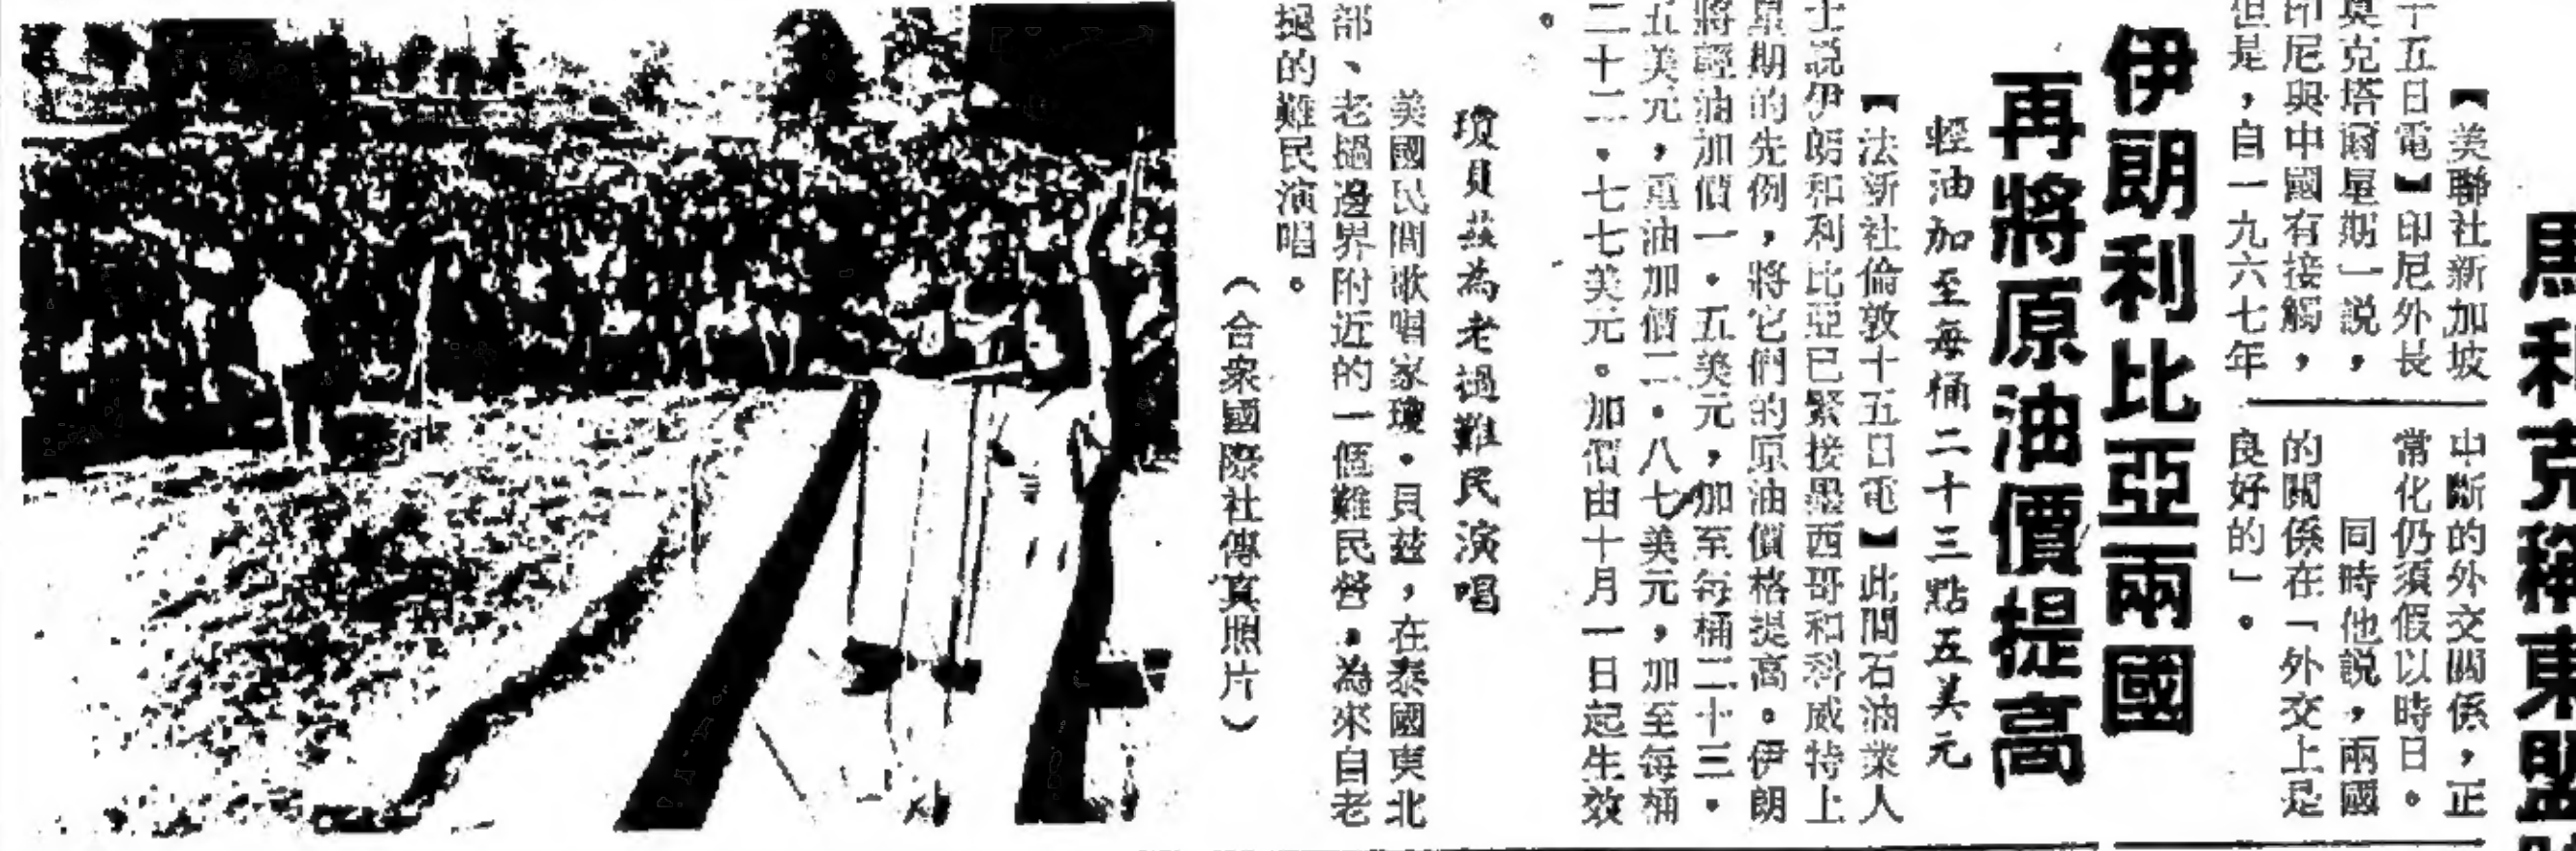 馬利克稱東盟
【美聯社新加坡
十五日電】印尼外長
莫克塔爾星期一說,
印尼與中國有接觸,
但是,自一九六七年
中斷的外交關係,正
常化仍須假以時日。
同時他說,兩國
的關係在「外交上是
良好的」。
伊朗利比亞兩國
再將原油價提高
輕油加至每桶二十三點五美元
【法新社倫敦十五日電】此間石油業人
士說伊朗和利比亞已緊接墨西哥和科威特上
星期的先例,將它們的原油價格提高。伊朗
將輕油加價一.五美元,加至每桶二十三.
五美元,重油加價二.八七美元,加至每桶
二十二.七七美元。加價由十月一日起生效
。
瓊貝茲為老撾難民演唱
美國民間歌唱家瓊.貝茲,在泰國東北
部、老撾邊界附近的一個難民營,為來自老
撾的難民演唱。
(合眾國際社傳真照片)